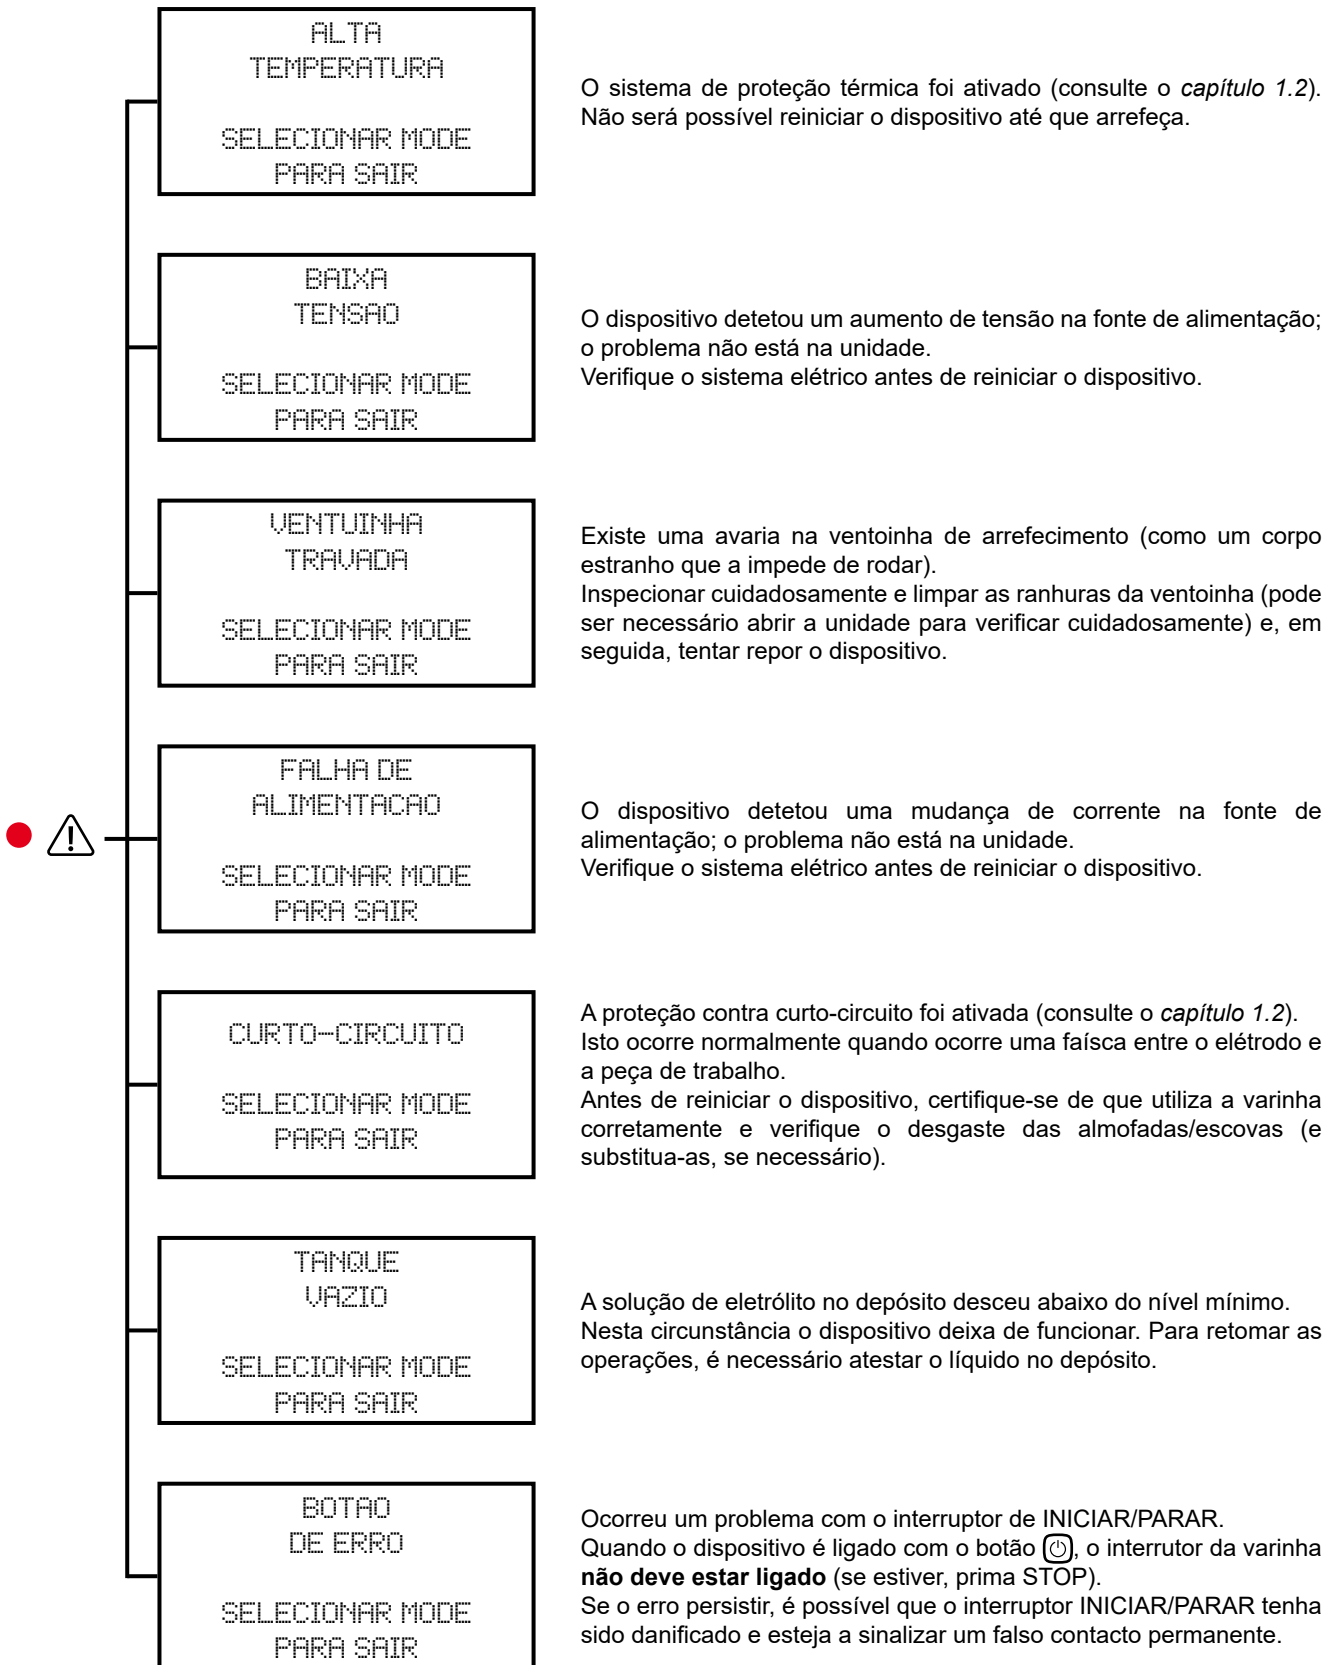 ALTA
TEMPERATURA
SELECIONAR MODE
PARA SAIR
O sistema de proteção térmica foi ativado (consulte o capítulo 1.2).
Não será possível reiniciar o dispositivo até que arrefeça.
BAIXA
TENSAO
SELECIONAR MODE
PARA SAIR
O dispositivo detetou um aumento de tensão na fonte de alimentação;
o problema não está na unidade.
Verifique o sistema elétrico antes de reiniciar o dispositivo.
VENTUINHA
TRAVADA
SELECIONAR MODE
PARA SAIR
Existe uma avaria na ventoinha de arrefecimento (como um corpo
estranho que a impede de rodar).
Inspecionar cuidadosamente e limpar as ranhuras da ventoinha (pode
ser necessário abrir a unidade para verificar cuidadosamente) e, em
seguida, tentar repor o dispositivo.
FALHA DE
ALIMENTACAO
SELECIONAR MODE
PARA SAIR
O dispositivo detetou uma mudança de corrente na fonte de
alimentação; o problema não está na unidade.
Verifique o sistema elétrico antes de reiniciar o dispositivo.
CURTO-CIRCUITO
SELECIONAR MODE
PARA SAIR
A proteção contra curto-circuito foi ativada (consulte o capítulo 1.2).
Isto ocorre normalmente quando ocorre uma faísca entre o elétrodo e
a peça de trabalho.
Antes de reiniciar o dispositivo, certifique-se de que utiliza a varinha
corretamente e verifique o desgaste das almofadas/escovas (e
substitua-as, se necessário).
TANQUE
VAZIO
SELECIONAR MODE
PARA SAIR
A solução de eletrólito no depósito desceu abaixo do nível mínimo.
Nesta circunstância o dispositivo deixa de funcionar. Para retomar as
operações, é necessário atestar o líquido no depósito.
BOTAO
DE ERRO
SELECIONAR MODE
PARA SAIR
Ocorreu um problema com o interruptor de INICIAR/PARAR.
Quando o dispositivo é ligado com o botão , o interrutor da varinha
não deve estar ligado (se estiver, prima STOP).
Se o erro persistir, é possível que o interruptor INICIAR/PARAR tenha
sido danificado e esteja a sinalizar um falso contacto permanente.